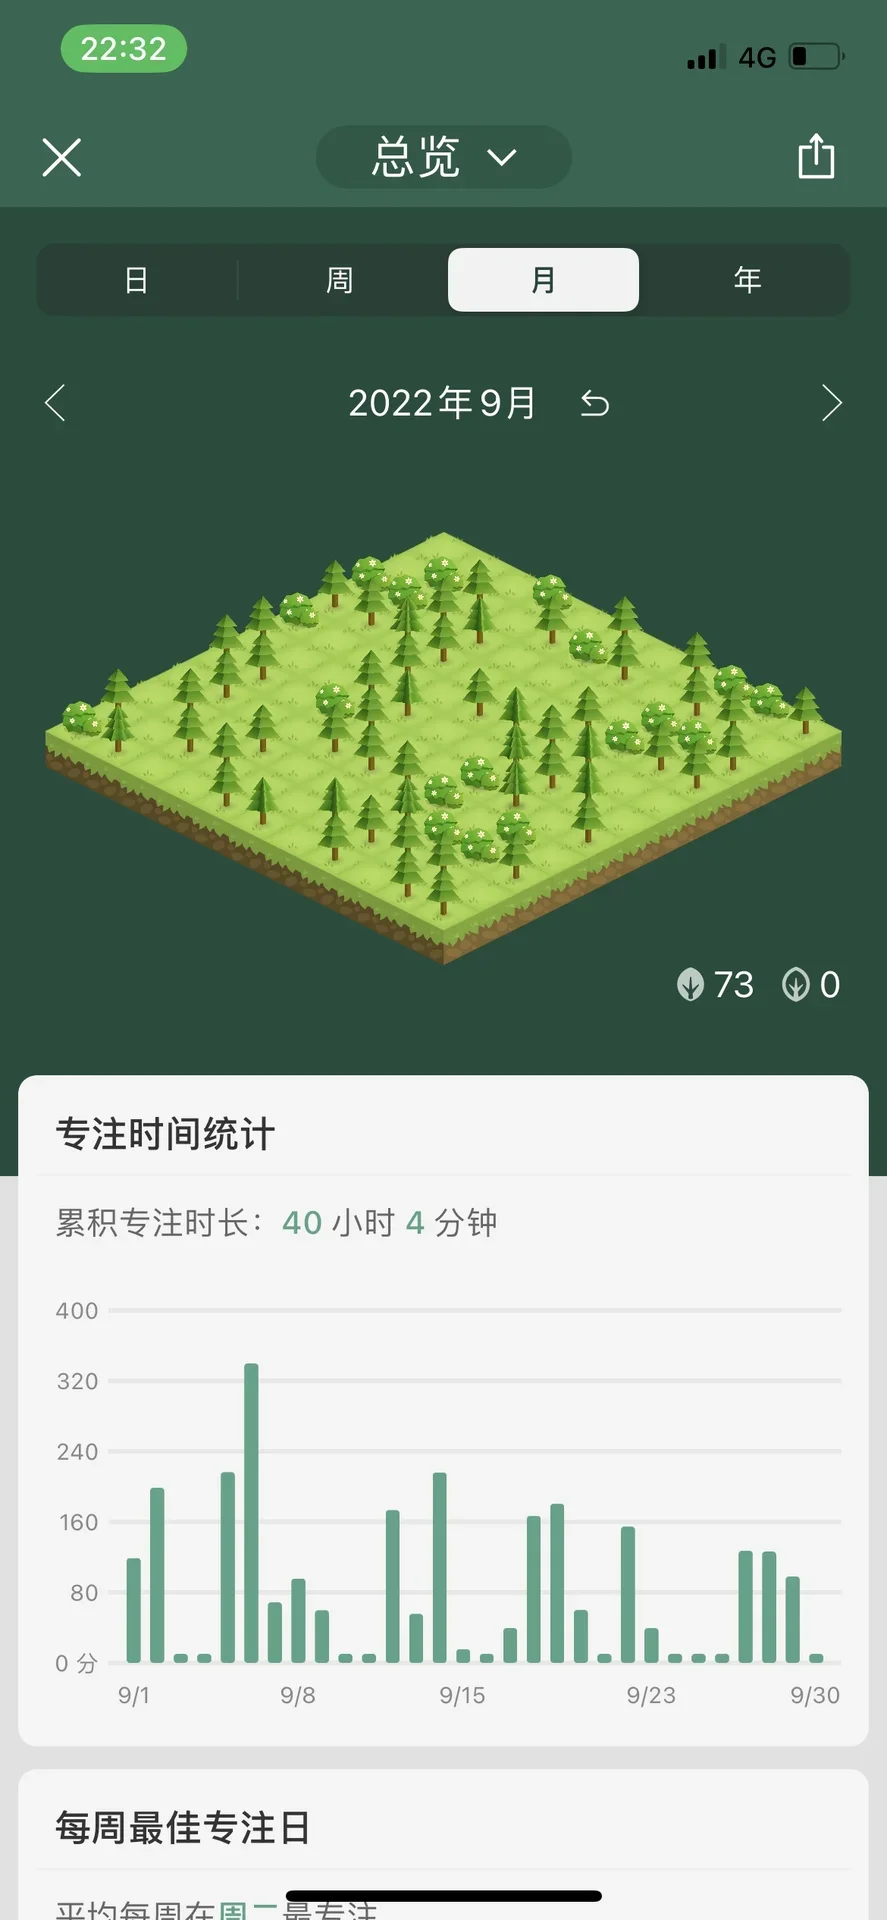 22:32
4G
总览
日 周 月 年
2022年9月
73 0
专注时间统计
累积专注时长：40 小时 4 分钟
400
320
240
160
80
0 分
9/1 9/8 9/15 9/23 9/30
每周最佳专注日
平均每周在周二最专注